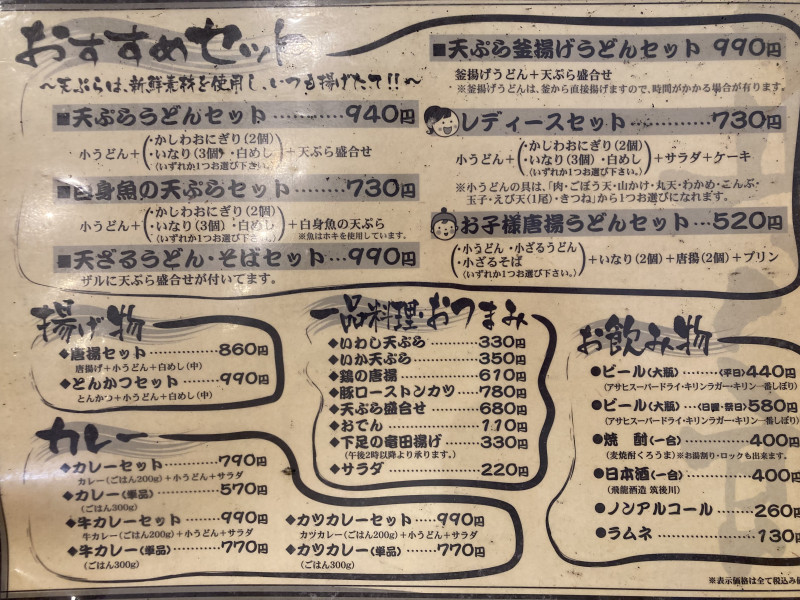 おすすめセット
〜天ぷらは、新鮮素材を使用し、いつも揚げたて!!〜
■天ぷらうどんセット……940円
小うどん+(・かしわおにぎり(2個)
・いなり(3個)・白めし
(いずれか1つお選び下さい。))+天ぷら盛合せ
■白身魚の天ぷらセット……730円
小うどん+(・かしわおにぎり(2個)
・いなり(3個)・白めし
(いずれか1つお選び下さい。))+白身魚の天ぷら
※魚はホキを使用しています。
■天ざるうどん・そばセット…990円
ザルに天ぷら盛合せが付いてます。
■天ぷら釜揚げうどんセット 990円
釜揚げうどん+天ぷら盛合せ
※釜揚げうどんは、釜から直接揚げますので、時間がかかる場合が有ります。
レディースセット…………730円
小うどん+(・かしわおにぎり(2個)
・いなり(3個)・白めし
(いずれか1つお選び下さい。))+サラダ+ケーキ
※小うどんの具は、「肉・ごぼう天・山かけ・丸天・わかめ・こんぶ・
玉子・えび天(1尾)・きつね」から1つお選びになれます。
お子様唐揚うどんセット…520円
(・小うどん・小ざるうどん
・小ざるそば
(いずれか1つお選び下さい。))+いなり(2個)+唐揚(2個)+プリン
揚げ物
◆唐揚セット…………860円
唐揚げ+小うどん+白めし(中)
◆とんかつセット………990円
とんかつ+小うどん+白めし(中)
カレー
◆カレーセット…………790円
カレー(ごはん200g)+小うどん+サラダ
◆カレー(単品)…………570円
(ごはん300g)
◆牛カレーセット………990円
牛カレー(ごはん200g)+小うどん+サラダ
◆牛カレー(単品)………770円
(ごはん300g)
◆カツカレーセット…990円
カツカレー(ごはん200g)+小うどん+サラダ
◆カツカレー(単品)…770円
(ごはん300g)
一品料理・おつまみ
◆いわし天ぷら…………330円
◆いか天ぷら……………350円
◆鶏の唐揚………………610円
◆豚ローストンカツ……780円
◆天ぷら盛合せ…………680円
◆おでん…………………110円
◆下足の竜田揚げ………330円
(午後2時以降より承ります。)
◆サラダ…………………220円
お飲み物
●ビール(大瓶)………(平日)440円
(アサヒスーパードライ・キリンラガー・キリン一番しぼり)
●ビール(大瓶)…(日曜・祭日)580円
(アサヒスーパードライ・キリンラガー・キリン一番しぼり)
●焼 酎(一合)…………400円
(麦焼酎くろうま)※お湯割り・ロックも出来ます。
●日本酒(一合)…………400円
(飛龍酒造 筑後川)
●ノンアルコール………260円
●ラムネ…………………130円
※表示価格は全て税込み